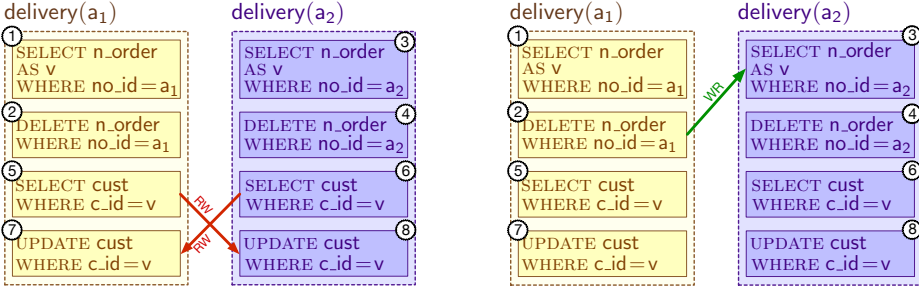 delivery(a₁)
1
SELECT n_order
AS v
WHERE no_id = a₁
2
DELETE n_order
WHERE no_id = a₁
5
SELECT cust
WHERE c_id = v
7
UPDATE cust
WHERE c_id = v
RW
RW
delivery(a₂)
3
SELECT n_order
AS v
WHERE no_id = a₂
4
DELETE n_order
WHERE no_id = a₂
6
SELECT cust
WHERE c_id = v
8
UPDATE cust
WHERE c_id = v
delivery(a₁)
1
SELECT n_order
AS v
WHERE no_id = a₁
2
DELETE n_order
WHERE no_id = a₁
5
SELECT cust
WHERE c_id = v
7
UPDATE cust
WHERE c_id = v
WR
delivery(a₂)
3
SELECT n_order
AS v
WHERE no_id = a₂
4
DELETE n_order
WHERE no_id = a₂
6
SELECT cust
WHERE c_id = v
8
UPDATE cust
WHERE c_id = v